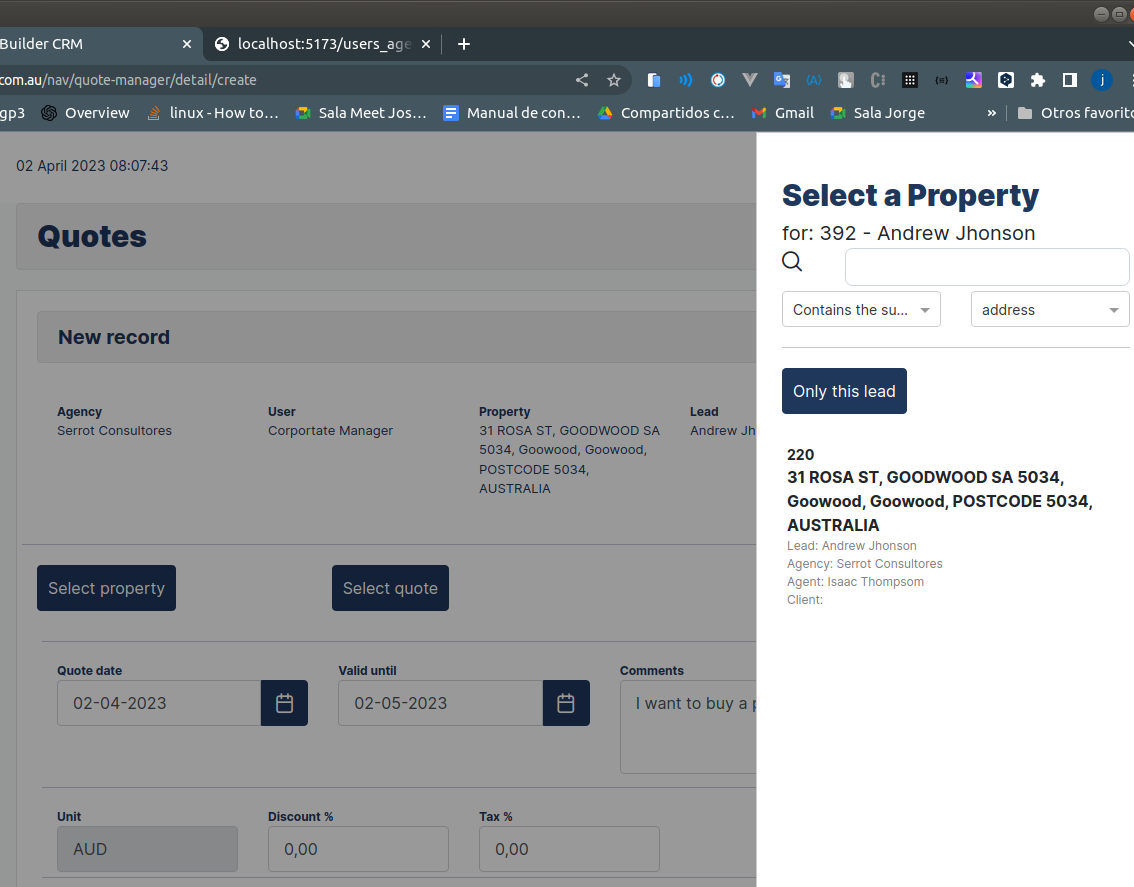 Builder CRM
localhost:5173/users_age
com.au/nav/quote-manager/detail/create
gp3 Overview linux - How to… Sala Meet Jos… Manual de con… Compartidos c… Gmail Sala Jorge » Otros favorito
02 April 2023 08:07:43
Quotes
New record
Agency User Property Lead
Serrot Consultores Corportate Manager 31 ROSA ST, GOODWOOD SA Andrew Jh
5034, Goowood, Goowood,
POSTCODE 5034,
AUSTRALIA
Select property Select quote
Quote date Valid until Comments
02-04-2023 02-05-2023 I want to buy a p
Unit Discount % Tax %
AUD 0,00 0,00
Select a Property
for: 392 - Andrew Jhonson
Contains the su... address
Only this lead
220
31 ROSA ST, GOODWOOD SA 5034,
Goowood, Goowood, POSTCODE 5034,
AUSTRALIA
Lead: Andrew Jhonson
Agency: Serrot Consultores
Agent: Isaac Thompsom
Client: